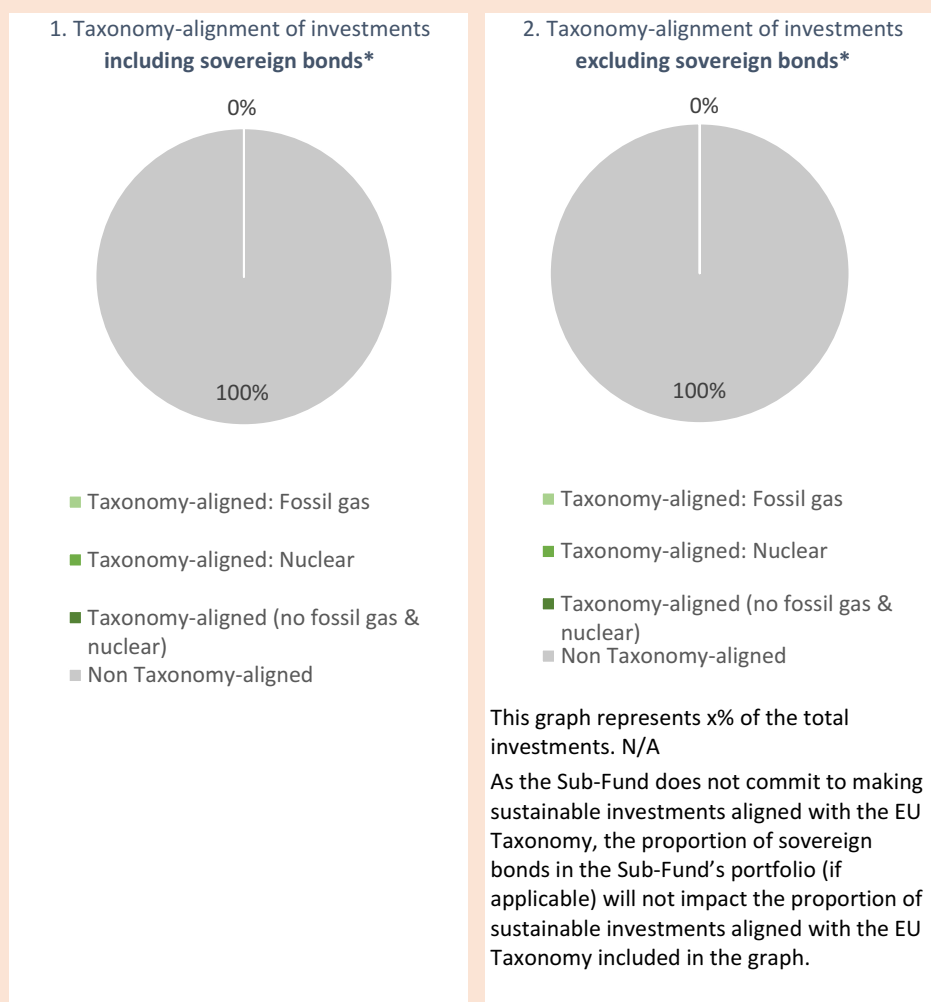 1. Taxonomy-alignment of investments
including sovereign bonds*
0%
100%
Taxonomy-aligned: Fossil gas
Taxonomy-aligned: Nuclear
Taxonomy-aligned (no fossil gas &
nuclear)
Non Taxonomy-aligned
2. Taxonomy-alignment of investments
excluding sovereign bonds*
0%
100%
Taxonomy-aligned: Fossil gas
Taxonomy-aligned: Nuclear
Taxonomy-aligned (no fossil gas &
nuclear)
Non Taxonomy-aligned
This graph represents x% of the total
investments. N/A
As the Sub-Fund does not commit to making
sustainable investments aligned with the EU
Taxonomy, the proportion of sovereign
bonds in the Sub-Fund’s portfolio (if
applicable) will not impact the proportion of
sustainable investments aligned with the EU
Taxonomy included in the graph.